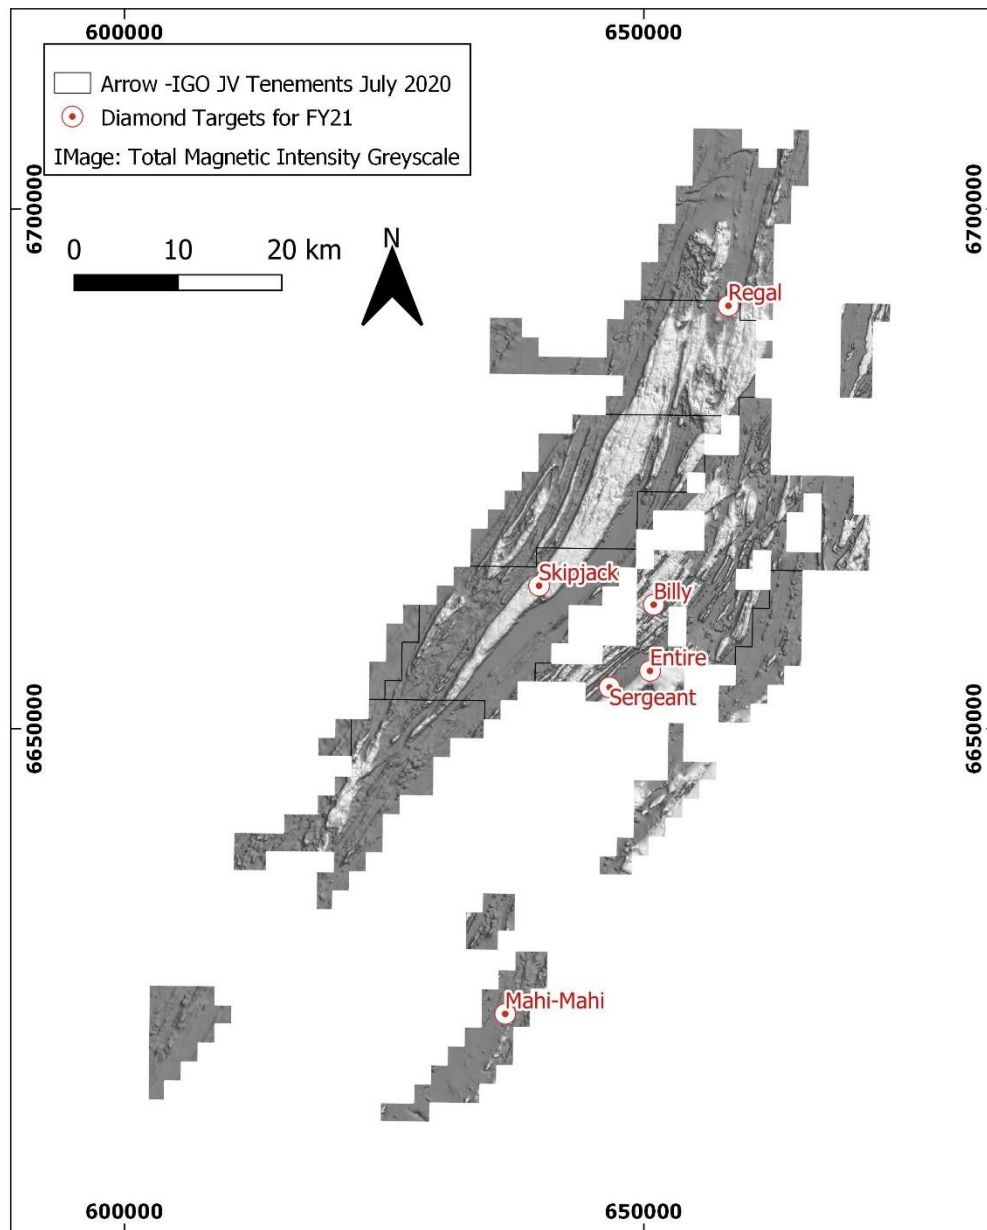 600000
650000
Arrow -IGO JV Tenements July 2020
Diamond Targets for FY21
IMage: Total Magnetic Intensity Greyscale
6700000
6700000
0 10 20 km
N
Regal
Skipjack
Billy
Entire
Sergeant
6650000
6650000
Mahi-Mahi
600000
650000